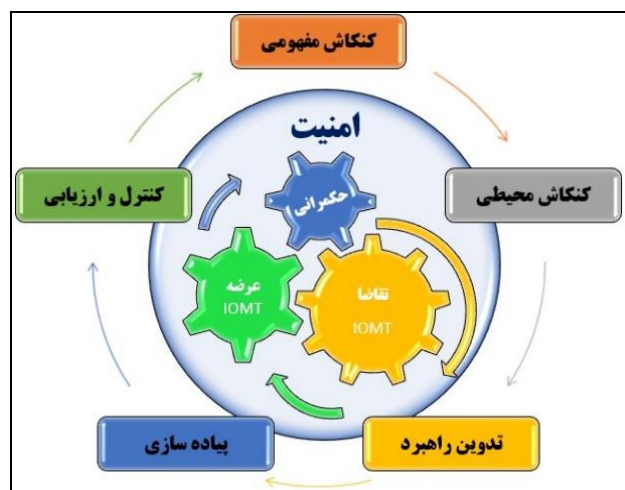 کنکاش مفهومی
امنیت
حکمرانی
کنکاش محیطی
کنترل و ارزیابی
تقاضا
IOMT
عرضه
IOMT
تدوین راهبرد
پیاده سازی